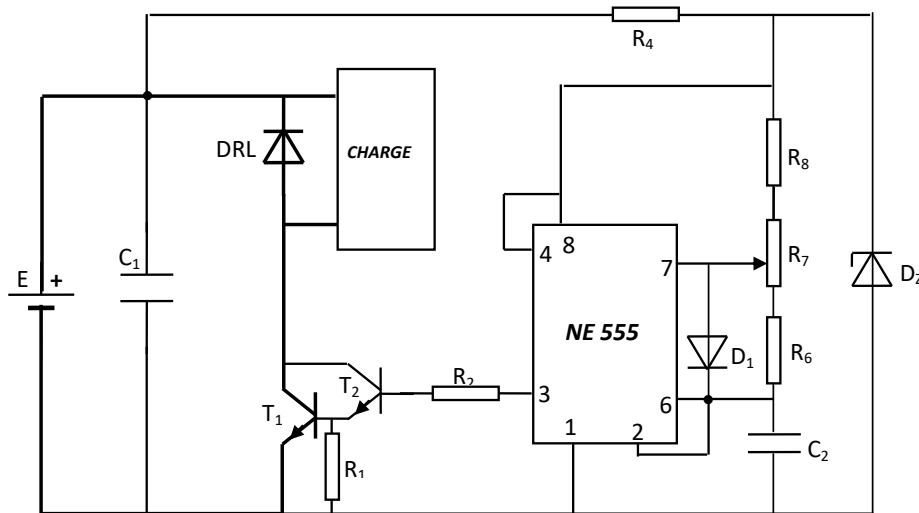 R₄
DRL
CHARGE
R₈
4
8
7
R₇
C₁
E
+
D_Z
NE 555
D₁
R₆
T₂
R₂
3
6
T₁
1
2
C₂
R₁